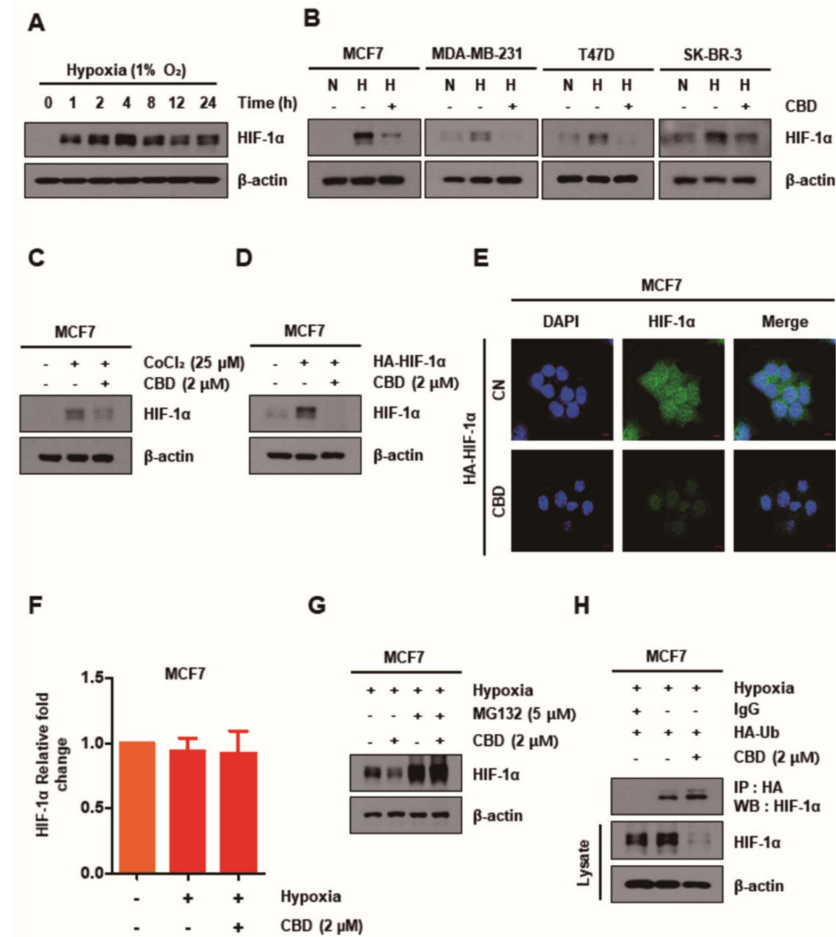 A
Hypoxia (1% O₂)
0 1 2 4 8 12 24 Time (h)
HIF-1α
β-actin
B
MCF7 MDA-MB-231 T47D SK-BR-3
N H H N H H N H H N H H
- - + - - + - - + - - + CBD
HIF-1α
β-actin
C
MCF7
- + + CoCl₂ (25 μM)
- - + CBD (2 μM)
HIF-1α
β-actin
D
MCF7
- + + HA-HIF-1α
- - + CBD (2 μM)
HIF-1α
β-actin
E
MCF7
DAPI HIF-1α Merge
HA-HIF-1α
CN
CBD
F
MCF7
HIF-1α Relative fold
change
1.5
1.0
0.5
0.0
- + + Hypoxia
- - + CBD (2 μM)
G
MCF7
+ + + + Hypoxia
- - + + MG132 (5 μM)
- + - + CBD (2 μM)
HIF-1α
β-actin
H
MCF7
+ + + Hypoxia
+ - - IgG
+ + + HA-Ub
- - + CBD (2 μM)
IP : HA
WB : HIF-1α
Lysate
HIF-1α
β-actin